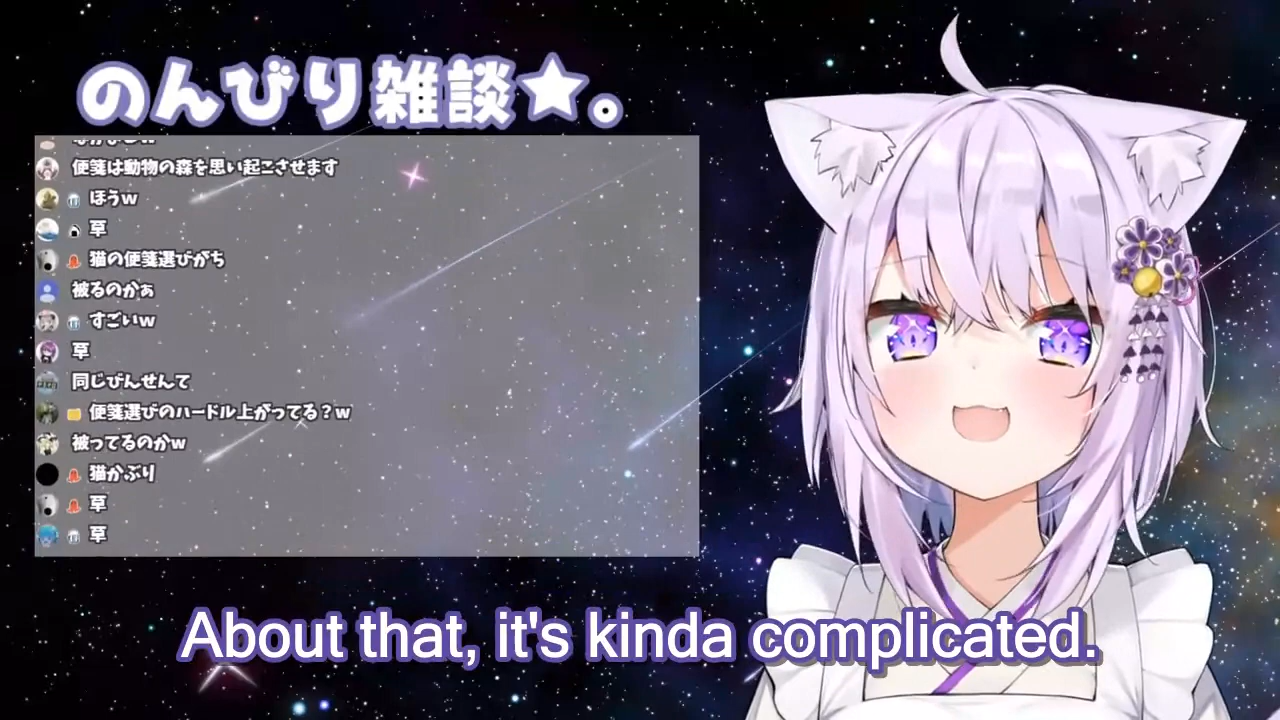 のんびり雑談★。
便箋は動物の森を思い起こさせます
ほうw
草
猫の便箋選びがち
被るのかぁ
すごいw
草
同じびんせんて
便箋選びのハードル上がってる?w
被ってるのかw
猫かぶり
草
草
About that, it's kinda complicated.